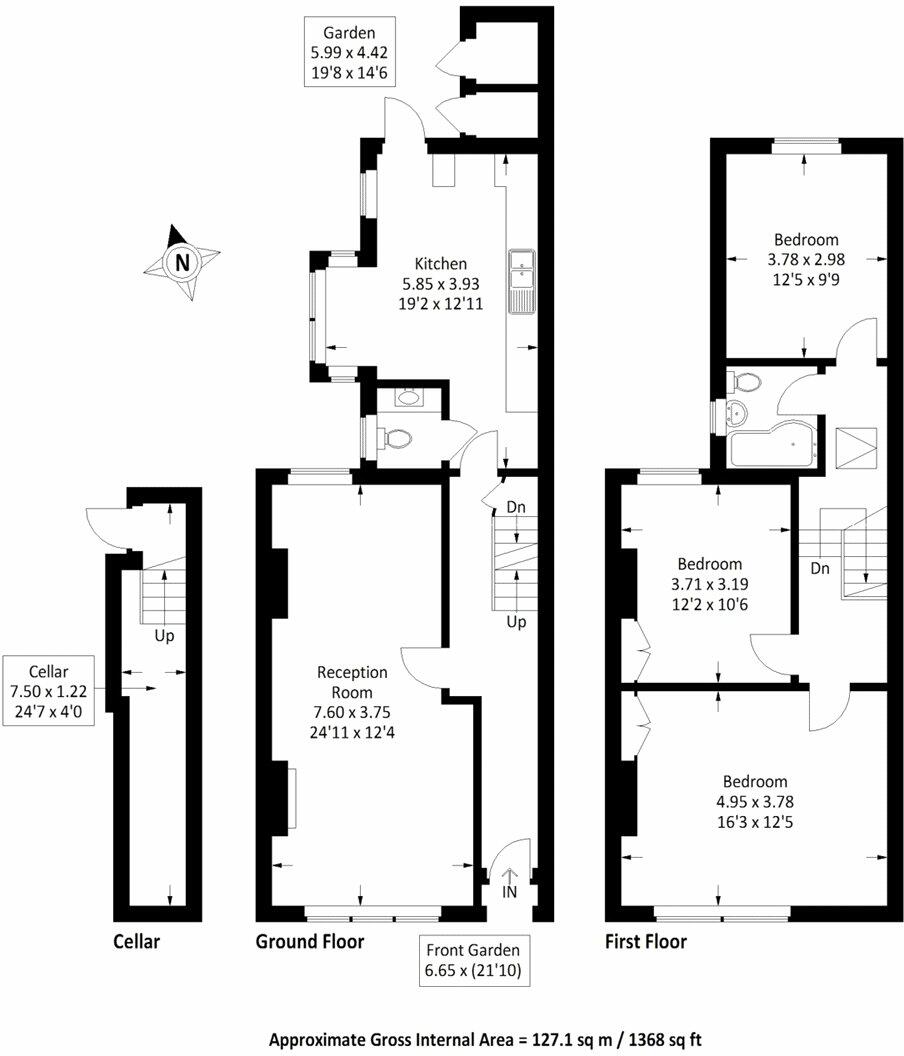 Garden
5.99 x 4.42
19'8 x 14'6
N
Kitchen
5.85 x 3.93
19'2 x 12'11
Bedroom
3.78 x 2.98
12'5 x 9'9
Dn
Up
Reception
Room
7.60 x 3.75
24'11 x 12'4
IN
Up
Cellar
7.50 x 1.22
24'7 x 4'0
Bedroom
3.71 x 3.19
12'2 x 10'6
Dn
Bedroom
4.95 x 3.78
16'3 x 12'5
Cellar
Ground Floor
First Floor
Front Garden
6.65 x (21'10)
Approximate Gross Internal Area = 127.1 sq m / 1368 sq ft